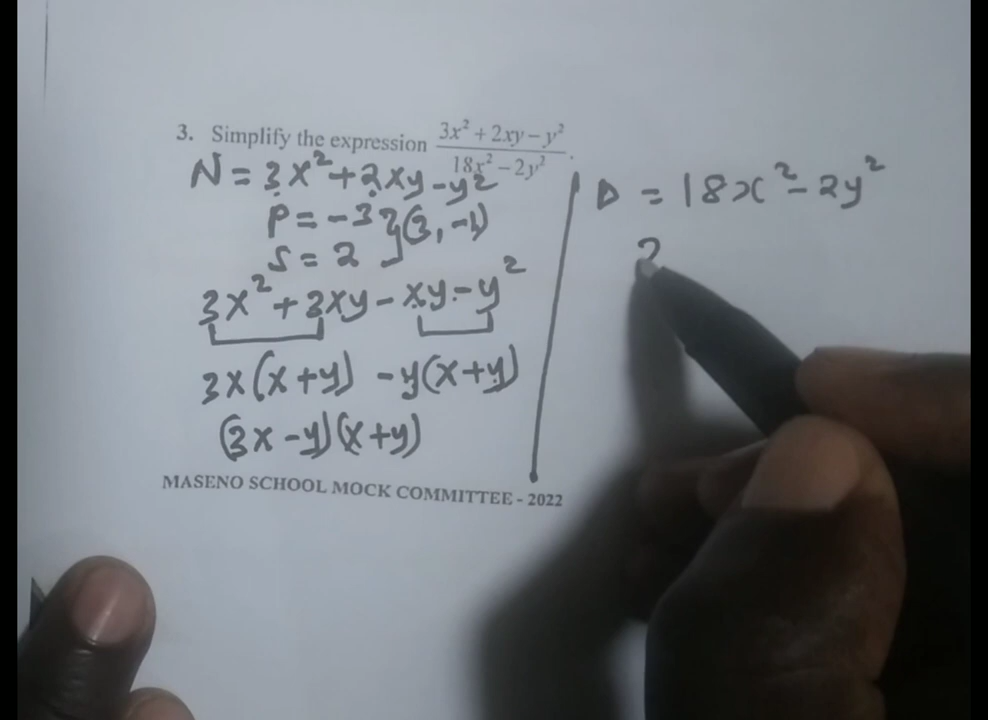 3. Simplify the expression (3x² + 2xy – y²)/(18x² – 2y²).
N = 3x² + 2xy – y²
P = -3 } (3, -1)
S = 2
3x² + 3xy – xy – y²
3x(x+y) –y(x+y)
(3x –y)(x+y)
D = 18x² – 2y²
2
MASENO SCHOOL MOCK COMMITTEE - 2022